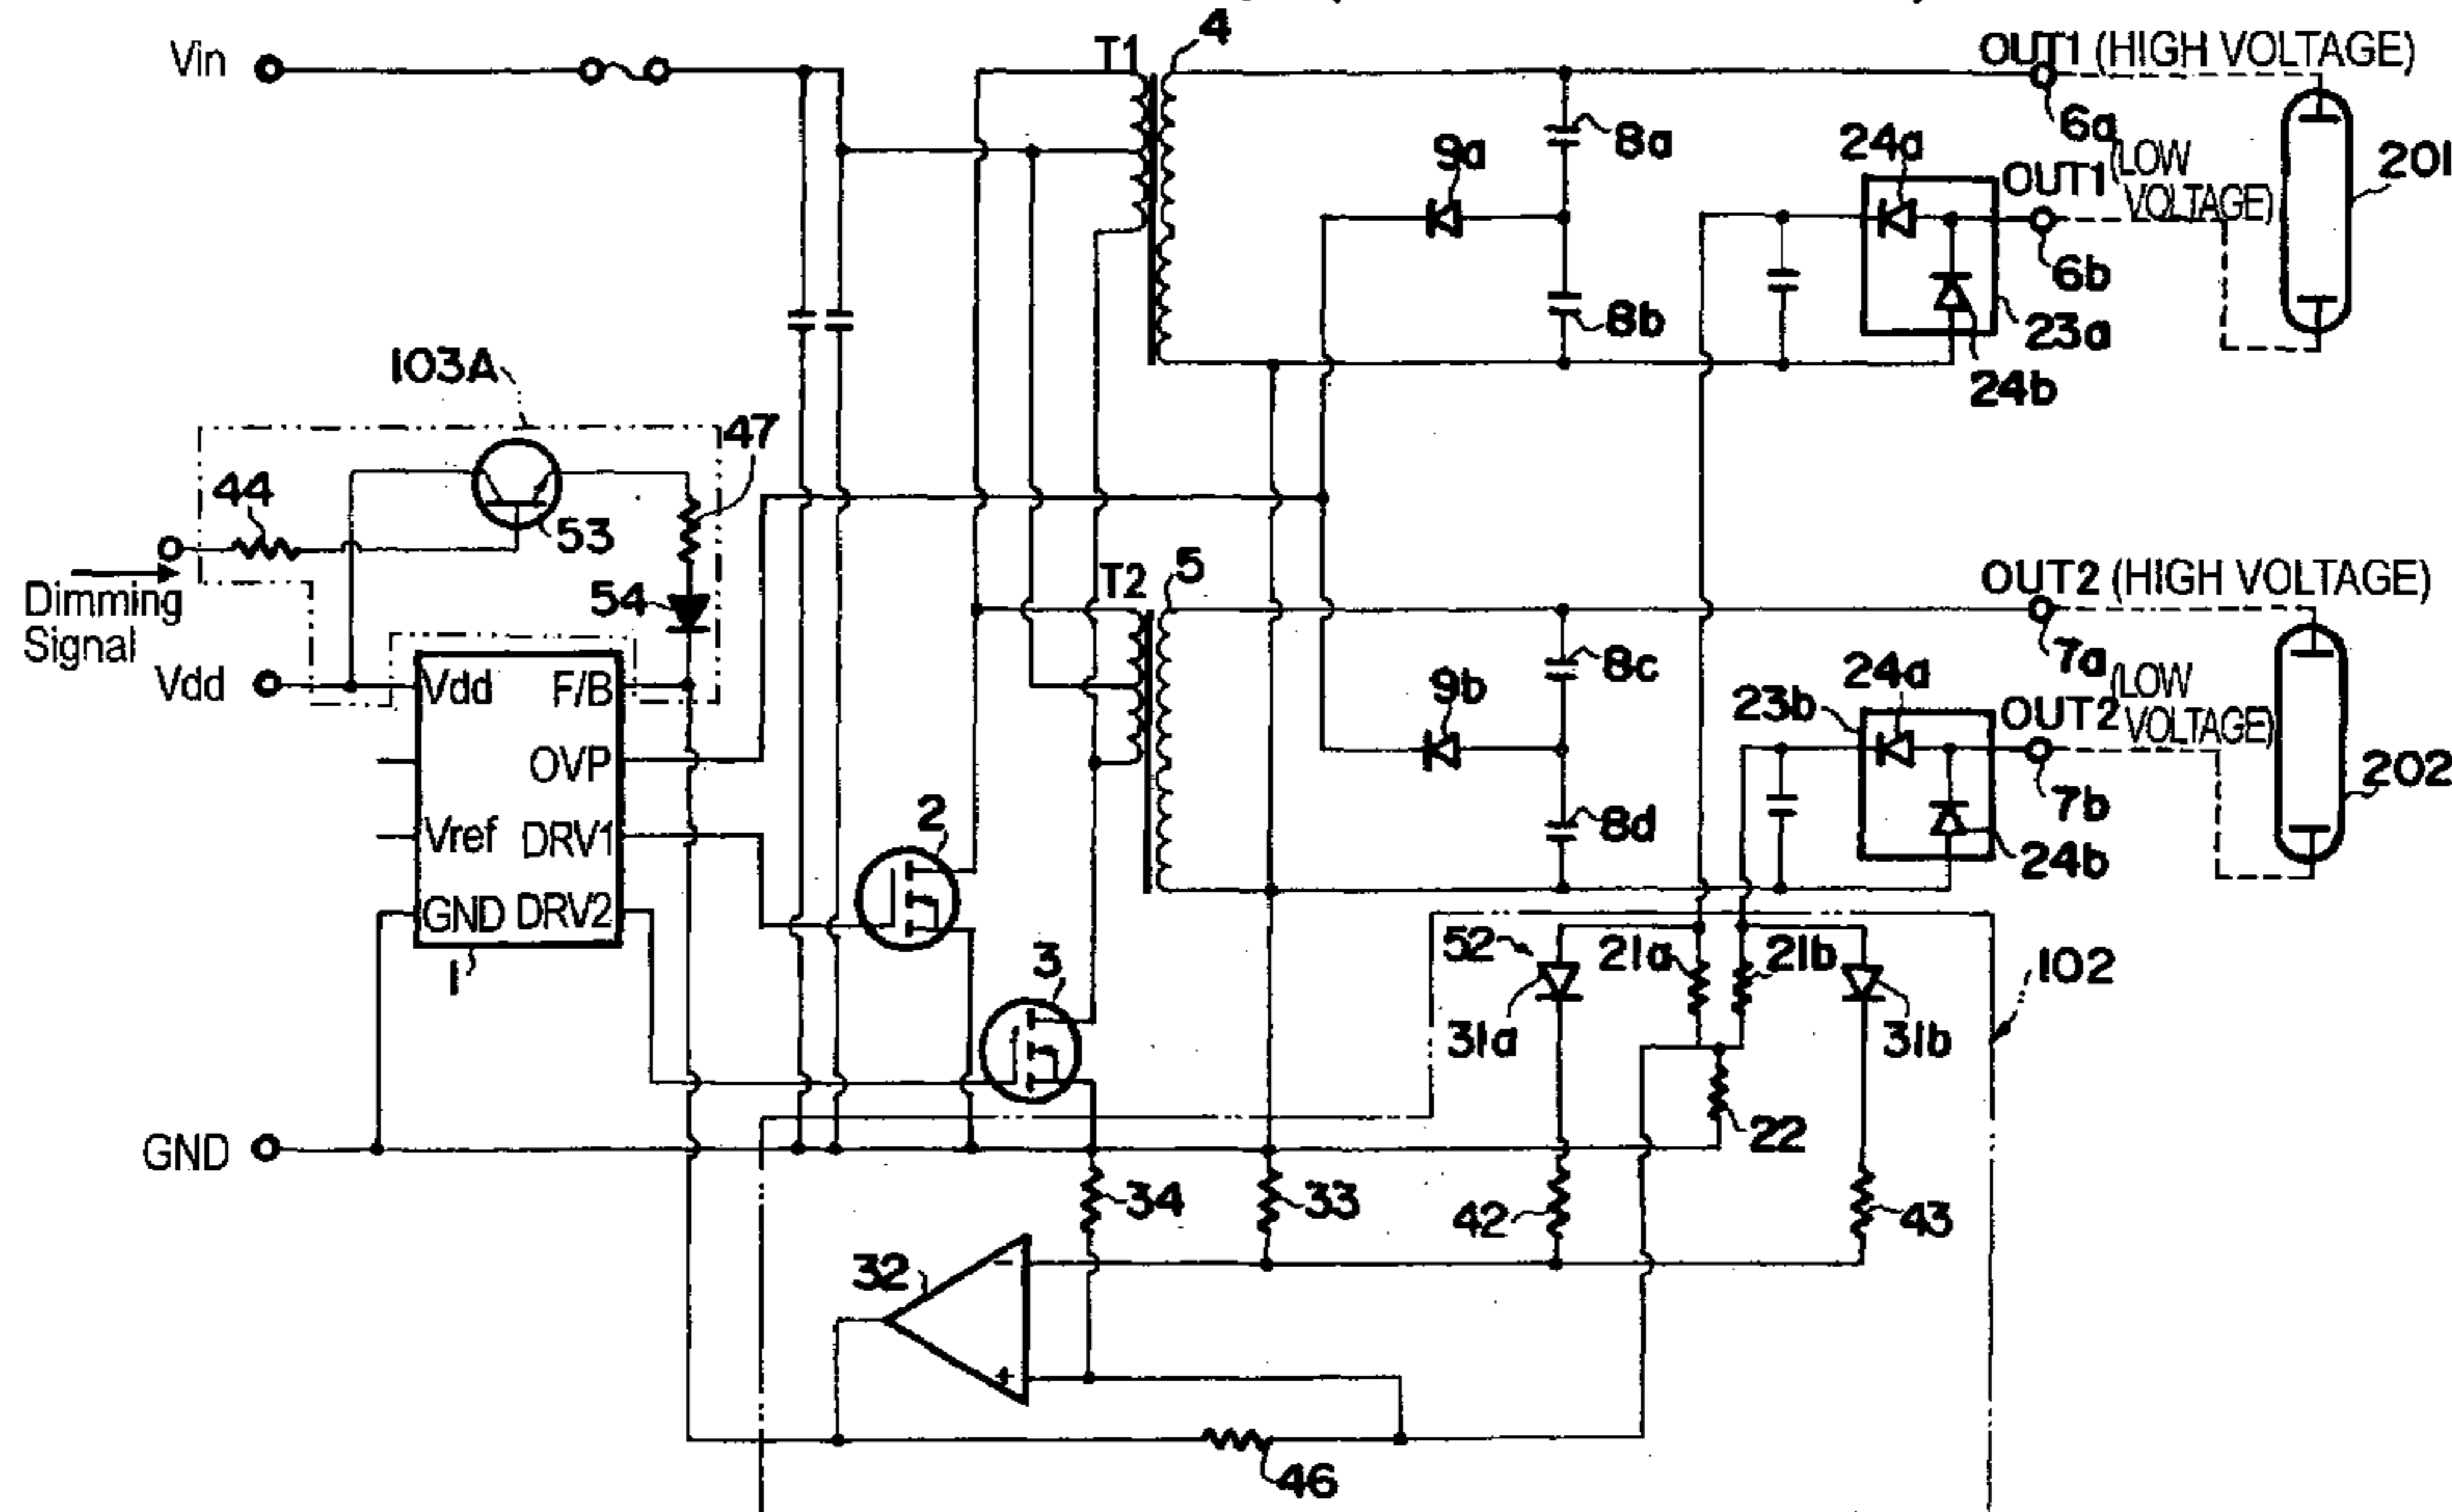 Vin
T1
4
OUT1 (HIGH VOLTAGE)
6a
8a
9a
24a
OUT1 (LOW VOLTAGE)
201
6b
8b
23a
24b
103A
47
44
53
Dimming
Signal
54
T2
5
OUT2 (HIGH VOLTAGE)
7a
Vdd
Vdd
F/B
8c
9b
23b
24a
OUT2 (LOW VOLTAGE)
202
OVP
7b
Vref
DRV1
2
8d
24b
GND
DRV2
1
3
52
21a
21b
102
31a
31b
22
GND
34
33
42
43
32
-
+
46